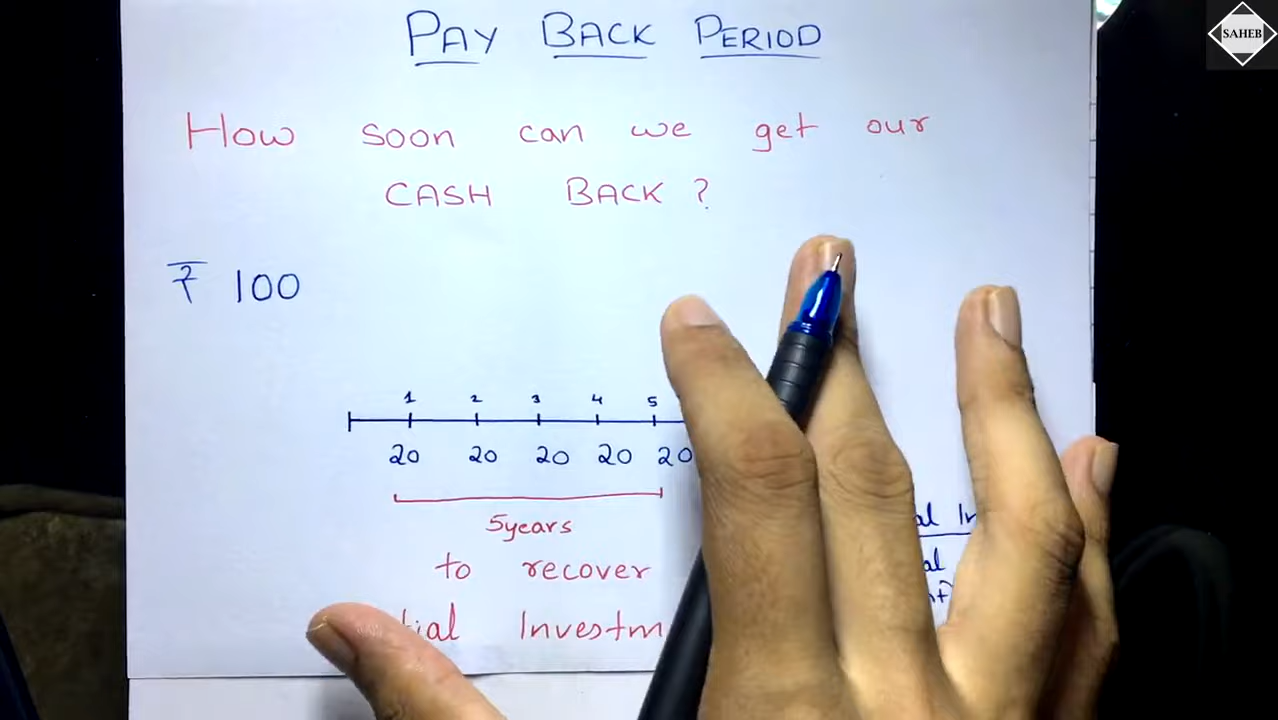 SAHEB
PAY BACK PERIOD
How soon can we get our
CASH BACK ?
₹ 100
1 2 3 4 5
20 20 20 20 20
5years
to recover
Investm